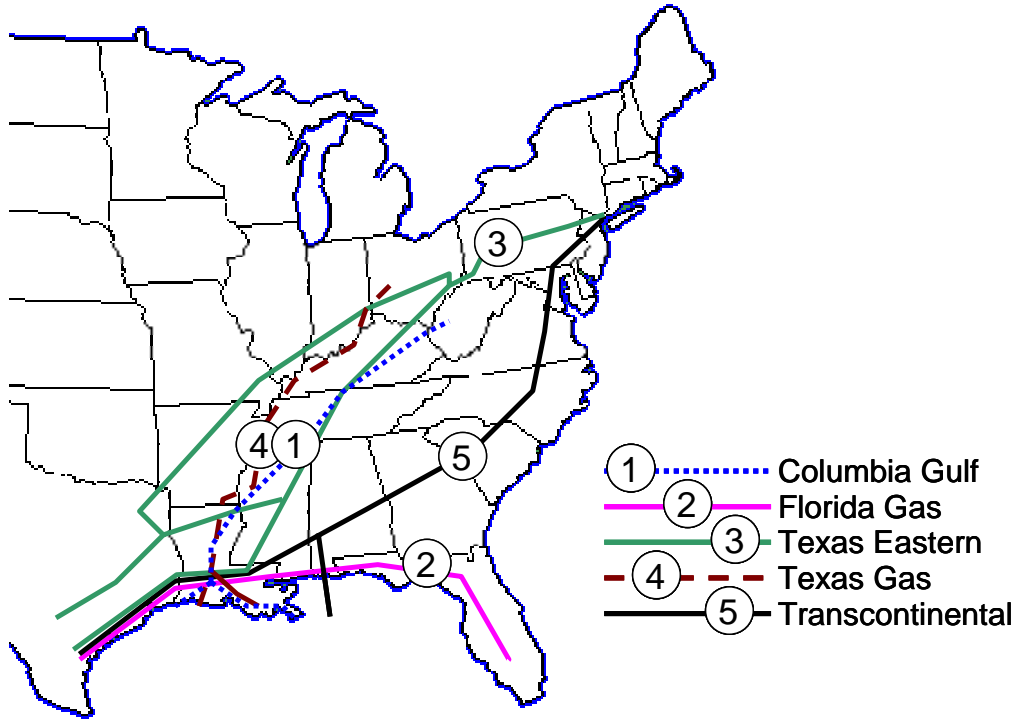 3
4
1
5
2
1 Columbia Gulf
2 Florida Gas
3 Texas Eastern
4 Texas Gas
5 Transcontinental